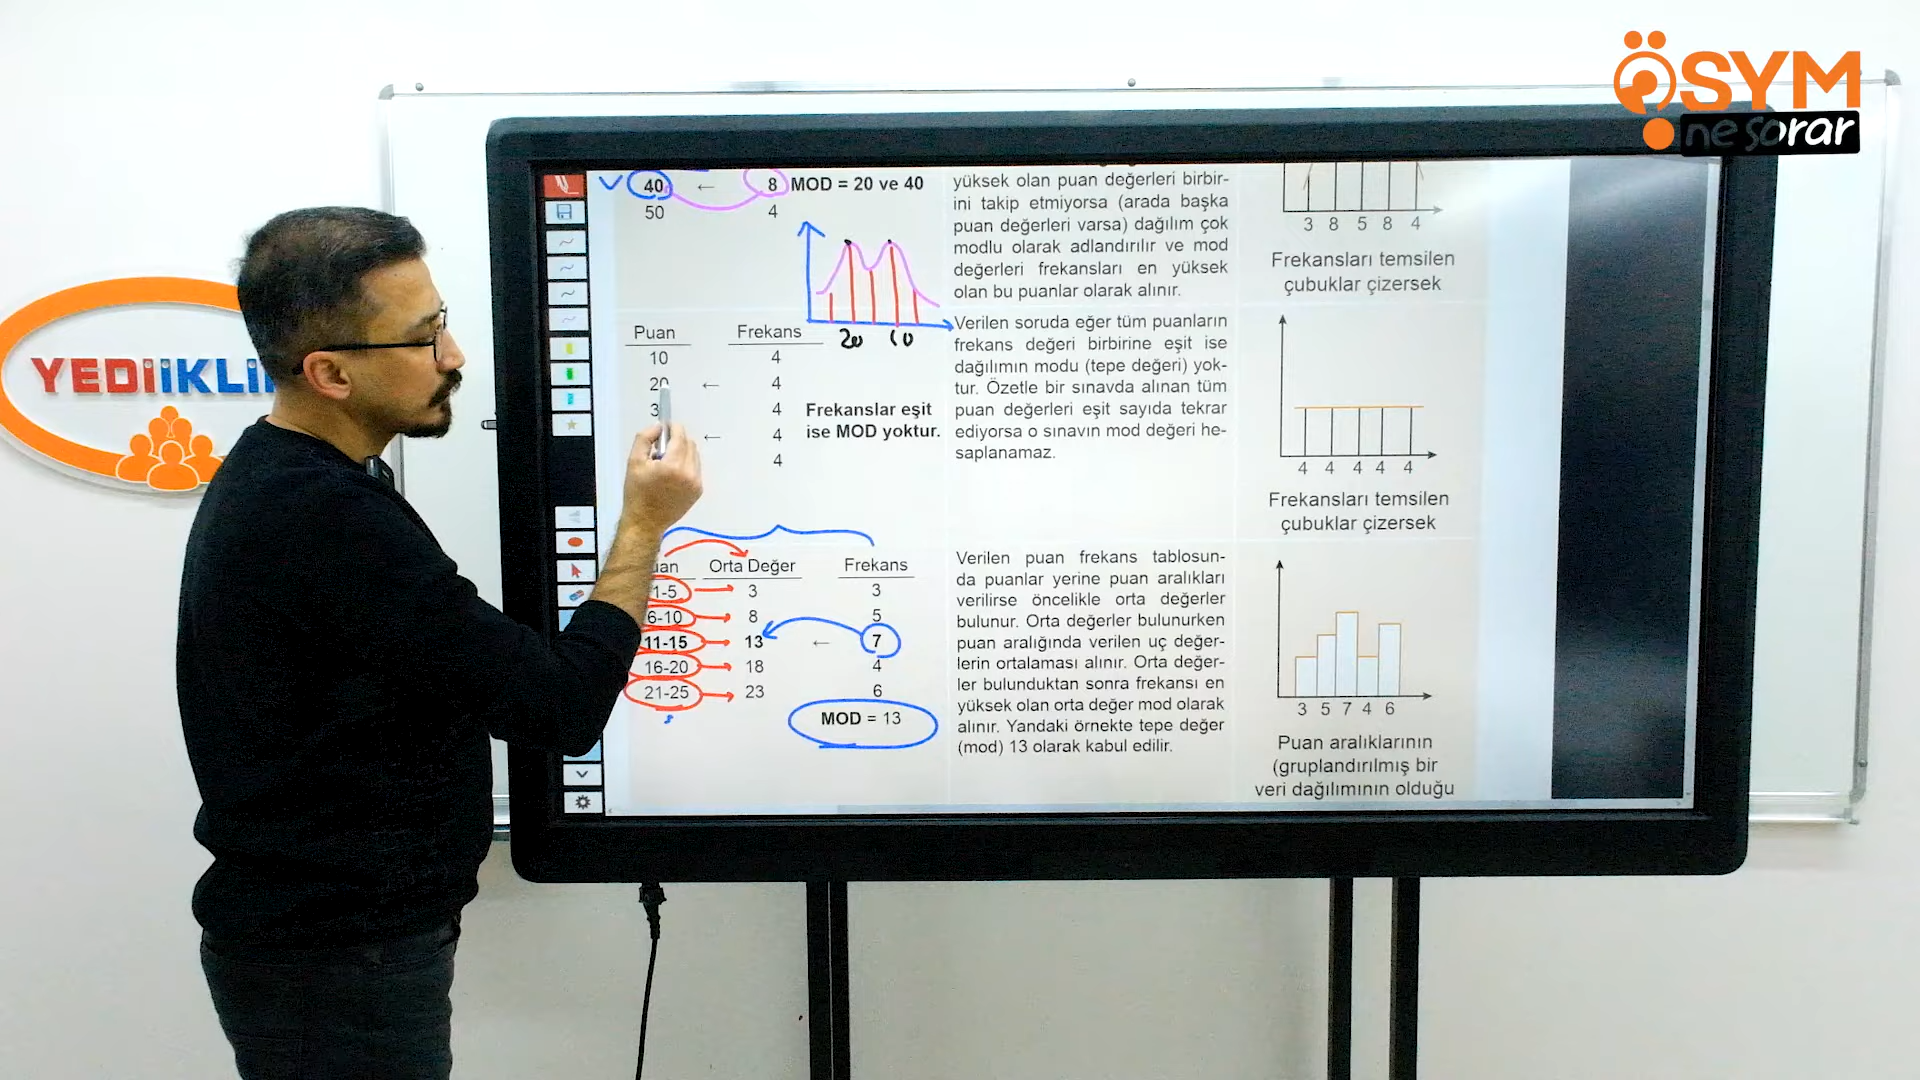 ÖSYM
ne sorar
YEDİİKLİ
40 ← 8 MOD = 20 ve 40
50 4
20
Puan Frekans
10 4
20 ← 4
3 4
← 4
4
Frekanslar eşit
ise MOD yoktur.
uan Orta Değer Frekans
1-5 3 3
6-10 8 5
11-15 13 ← 7
16-20 18 4
21-25 23 6
MOD = 13
yüksek olan puan değerleri birbir-
ini takip etmiyorsa (arada başka
puan değerleri varsa) dağılım çok
modlu olarak adlandırılır ve mod
değerleri frekansları en yüksek
olan bu puanlar olarak alınır.
Verilen soruda eğer tüm puanların
frekans değeri birbirine eşit ise
dağılımın modu (tepe değeri) yok-
tur. Özetle bir sınavda alınan tüm
puan değerleri eşit sayıda tekrar
ediyorsa o sınavın mod değeri he-
saplanamaz.
Verilen puan frekans tablosun-
da puanlar yerine puan aralıkları
verilirse öncelikle orta değerler
bulunur. Orta değerler bulunurken
puan aralığında verilen uç değer-
lerin ortalaması alınır. Orta değer-
ler bulunduktan sonra frekansı en
yüksek olan orta değer mod olarak
alınır. Yandaki örnekte tepe değer
(mod) 13 olarak kabul edilir.
3 8 5 8 4
Frekansları temsilen
çubuklar çizersek
4 4 4 4 4
Frekansları temsilen
çubuklar çizersek
3 5 7 4 6
Puan aralıklarının
(gruplandırılmış bir
veri dağılımının olduğu